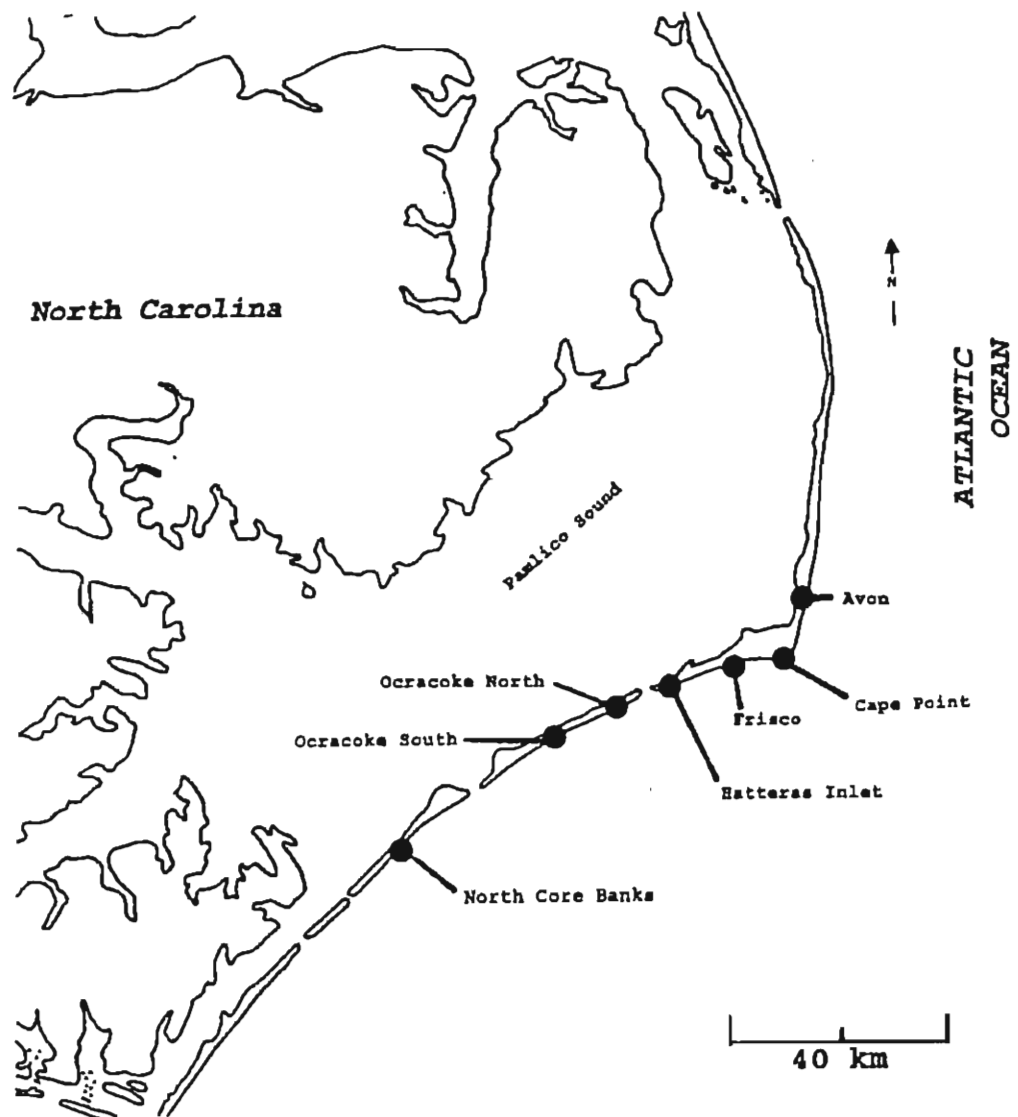 North Carolina
N
ATLANTIC
OCEAN
Pamlico Sound
Avon
Ocracoke North
Cape Point
Frisco
Ocracoke South
Hatteras Inlet
North Core Banks
40 km